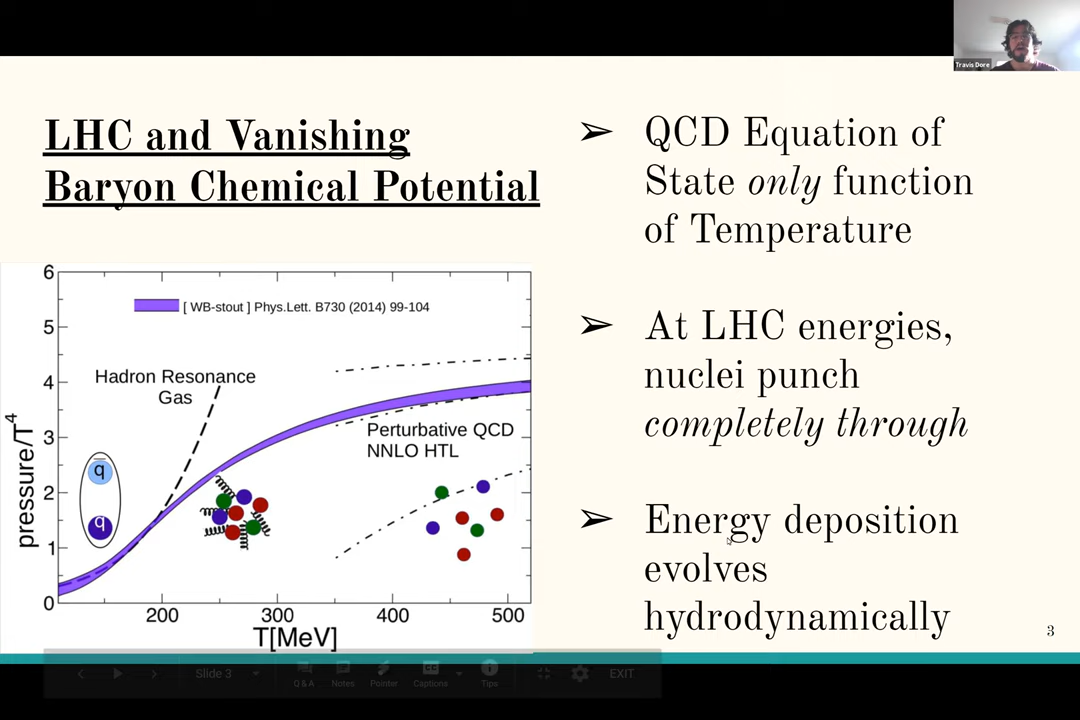 Travis Dore
LHC and Vanishing
Baryon Chemical Potential
6
5
4
3
2
1
0
pressure/T^4
[ WB-stout ] Phys.Lett. B730 (2014) 99-104
Hadron Resonance
Gas
Perturbative QCD
NNLO HTL
q̅
q
200
300
400
500
T[MeV]
➢ QCD Equation of
State only function
of Temperature
➢ At LHC energies,
nuclei punch
completely through
➢ Energy deposition
evolves
hydrodynamically
3
Slide 3
Q & A
Notes
Pointer
Captions
Tips
EXIT